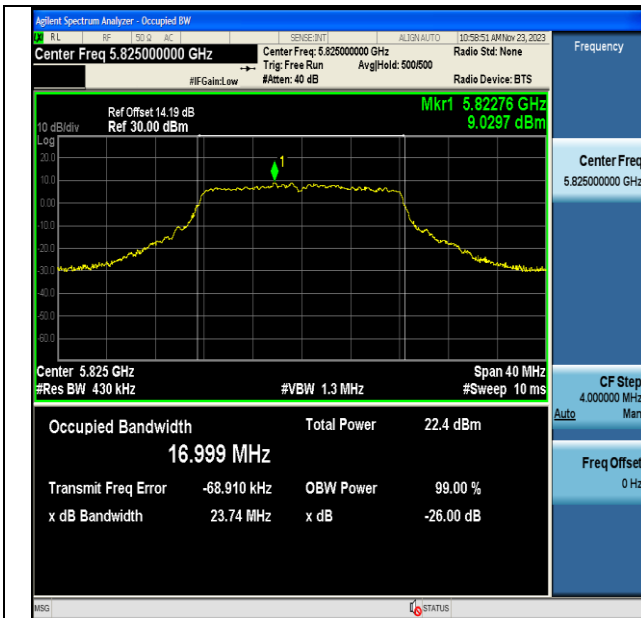 Agilent Spectrum Analyzer - Occupied BW
RL RF 50 Ω AC SENSE:INT ALIGN AUTO 10:58:51 AM Nov 23, 2023
Center Freq 5.825000000 GHz
Center Freq: 5.825000000 GHz
Radio Std: None
Trig: Free Run Avg|Hold: 500/500
#IFGain:Low #Atten: 40 dB Radio Device: BTS
Ref Offset 14.19 dB
10 dB/div Ref 30.00 dBm
Mkr1 5.82276 GHz
9.0297 dBm
Log
20.0
10.0
0.00
-10.0
-20.0
-30.0
-40.0
-50.0
-60.0
1
Center 5.825 GHz Span 40 MHz
#Res BW 430 kHz #VBW 1.3 MHz #Sweep 10 ms
Occupied Bandwidth Total Power 22.4 dBm
16.999 MHz
Transmit Freq Error -68.910 kHz OBW Power 99.00 %
x dB Bandwidth 23.74 MHz x dB -26.00 dB
MSG STATUS
Frequency
Center Freq
5.825000000 GHz
CF Step
4.000000 MHz
Auto Man
Freq Offset
0 Hz